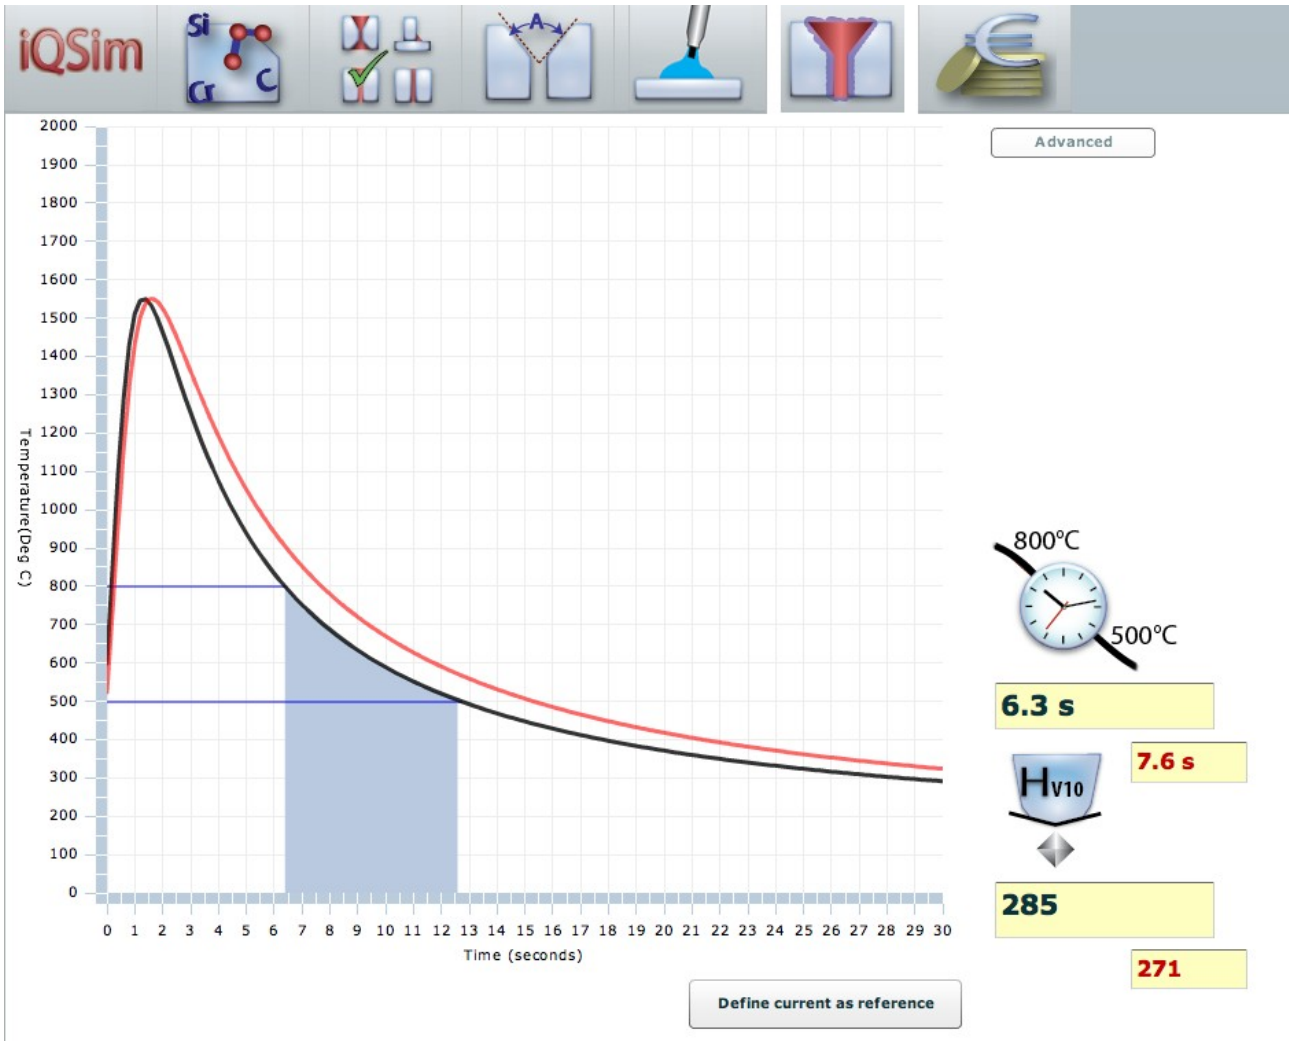 iQSim
Si
Cr
C
A
€
Advanced
2000
1900
1800
1700
1600
1500
1400
1300
1200
1100
1000
900
800
700
600
500
400
300
200
100
0
Temperature(Deg C)
0 1 2 3 4 5 6 7 8 9 10 11 12 13 14 15 16 17 18 19 20 21 22 23 24 25 26 27 28 29 30
Time (seconds)
800°C
500°C
6.3 s
7.6 s
HV10
285
271
Define current as reference